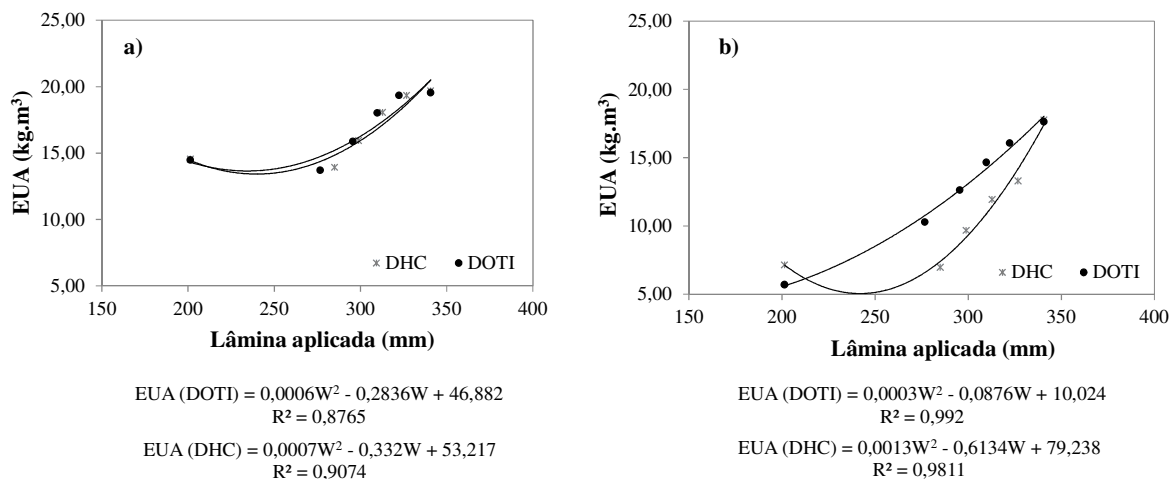 a)
EUA (kg.m³)
25,00
20,00
15,00
10,00
5,00
150 200 250 300 350 400
DHC DOTI
Lâmina aplicada (mm)
EUA (DOTI) = 0,0006W² - 0,2836W + 46,882
R² = 0,8765
EUA (DHC) = 0,0007W² - 0,332W + 53,217
R² = 0,9074
b)
EUA (kg.m³)
25,00
20,00
15,00
10,00
5,00
150 200 250 300 350 400
DHC DOTI
Lâmina aplicada (mm)
EUA (DOTI) = 0,0003W² - 0,0876W + 10,024
R² = 0,992
EUA (DHC) = 0,0013W² - 0,6134W + 79,238
R² = 0,9811